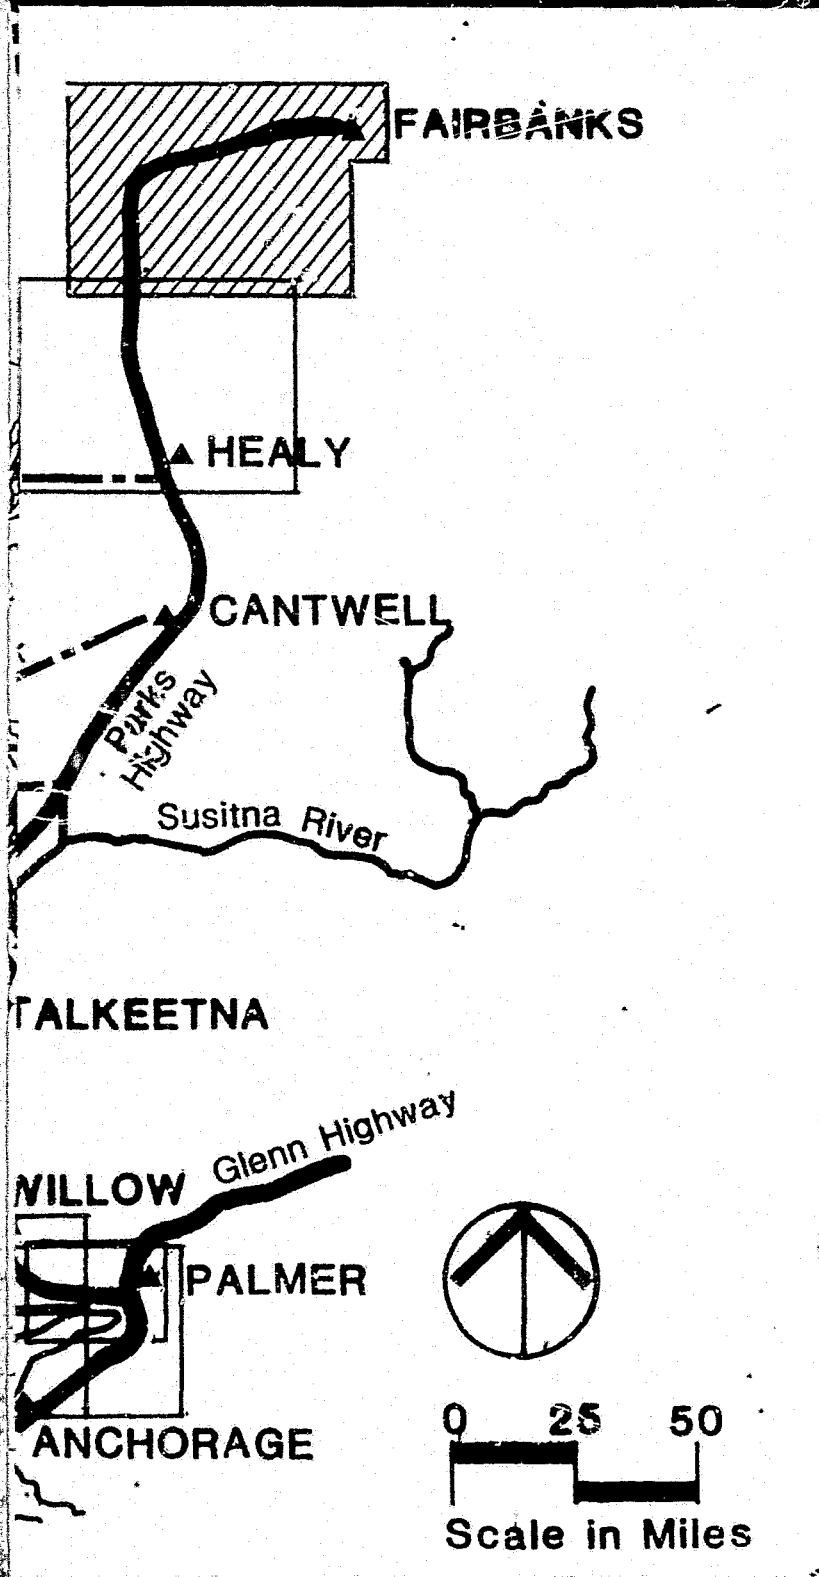 FAIRBANKS
HEALY
CANTWELL
Parks
Highway
Susitna River
TALKEETNA
Glenn Highway
WILLOW
PALMER
ANCHORAGE
0 25 50
Scale in Miles